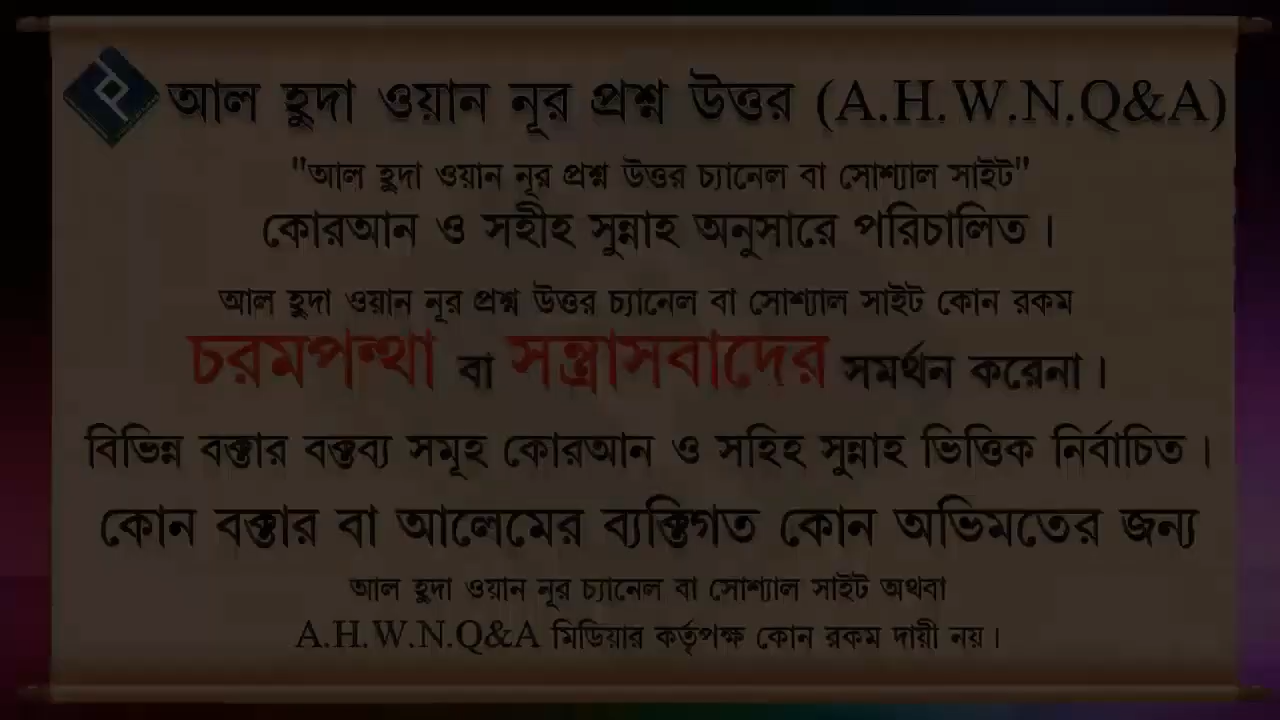 আল হুদা ওয়ান নূর প্রশ্ন উত্তর (A.H.W.N.Q&A)
"আল হুদা ওয়ান নূর প্রশ্ন উত্তর চ্যানেল বা সোশ্যাল সাইট"
কোরআন ও সহীহ সুন্নাহ অনুসারে পরিচালিত।
আল হুদা ওয়ান নূর প্রশ্ন উত্তর চ্যানেল বা সোশ্যাল সাইট কোন রকম
চরমপন্থা বা সন্ত্রাসবাদের সমর্থন করেনা।
বিভিন্ন বক্তার বক্তব্য সমূহ কোরআন ও সহিহ সুন্নাহ ভিত্তিক নির্বাচিত।
কোন বক্তার বা আলেমের ব্যক্তিগত কোন অভিমতের জন্য
আল হুদা ওয়ান নূর চ্যানেল বা সোশ্যাল সাইট অথবা
A.H.W.N.Q&A মিডিয়ার কর্তৃপক্ষ কোন রকম দায়ী নয়।